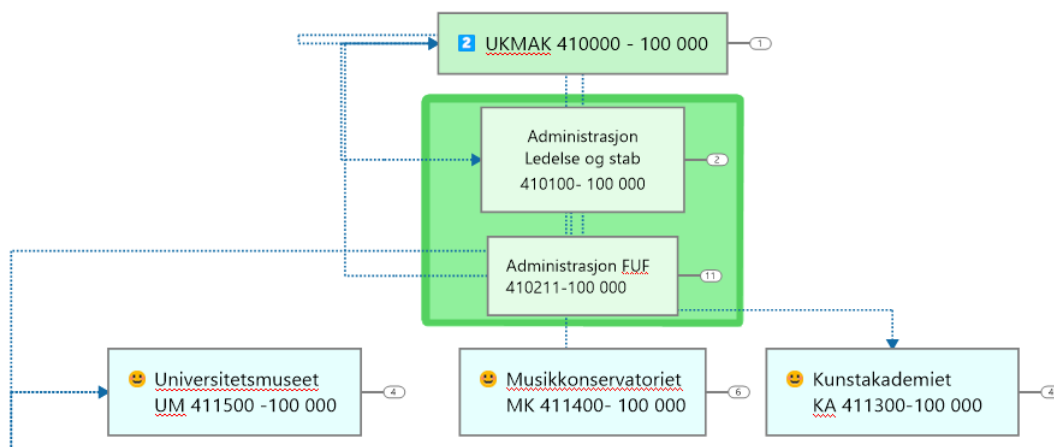 2 UKMAK 410000 - 100 000
1
Administrasjon
Ledelse og stab
410100- 100 000
2
Administrasjon FUF
410211-100 000
11
Universitetsmuseet
UM 411500 -100 000
4
Musikkonservatoriet
MK 411400- 100 000
6
Kunstakademiet
KA 411300-100 000
4